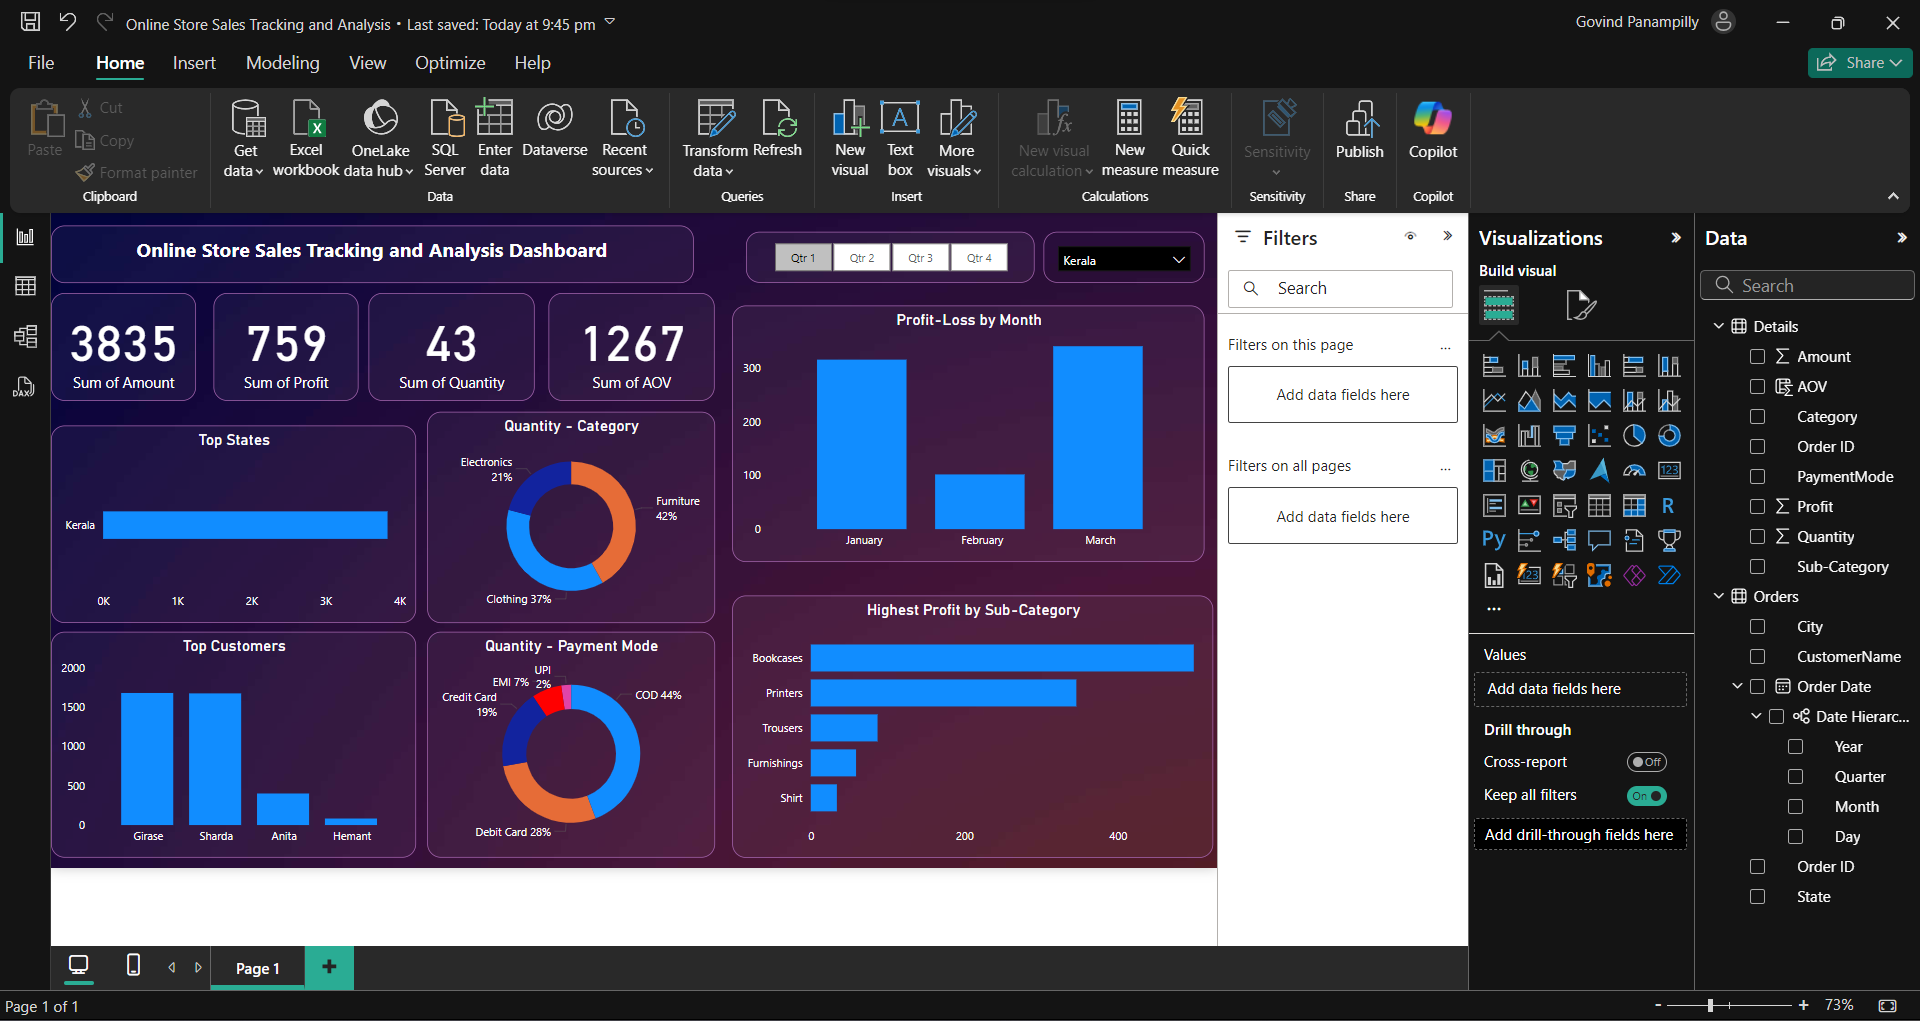 Online Store Sales Tracking and Analysis • Last saved: Today at 9:45 pm
Govind Panampilly
File Home Insert Modeling View Optimize Help
Share
Paste
Cut
Copy
Format painter
Clipboard
Get data
Excel workbook
OneLake data hub
SQL Server
Enter data
Dataverse
Recent sources
Data
Transform data
Refresh
Queries
New visual
Text box
More visuals
Insert
New visual calculation
New measure
Quick measure
Calculations
Sensitivity
Sensitivity
Publish
Share
Copilot
Copilot
DAX
Online Store Sales Tracking and Analysis Dashboard
Qtr 1 Qtr 2 Qtr 3 Qtr 4
Kerala
3835
Sum of Amount
759
Sum of Profit
43
Sum of Quantity
1267
Sum of AOV
Top States
Kerala
0K 1K 2K 3K 4K
Quantity - Category
Electronics
21%
Furniture
42%
Clothing 37%
Profit-Loss by Month
300
200
100
0
January February March
Top Customers
2000
1500
1000
500
0
Girase Sharda Anita Hemant
Quantity - Payment Mode
UPI
2%
EMI 7%
Credit Card
19%
COD 44%
Debit Card 28%
Highest Profit by Sub-Category
Bookcases
Printers
Trousers
Furnishings
Shirt
0 200 400
Filters
Search
Filters on this page ...
Add data fields here
Filters on all pages ...
Add data fields here
Visualizations
Build visual
123
R
Py
123
...
Values
Add data fields here
Drill through
Cross-report Off
Keep all filters On
Add drill-through fields here
Data
Search
Details
Amount
AOV
Category
Order ID
PaymentMode
Profit
Quantity
Sub-Category
Orders
City
CustomerName
Order Date
Date Hierarc...
Year
Quarter
Month
Day
Order ID
State
Page 1
+
Page 1 of 1
- + 73%